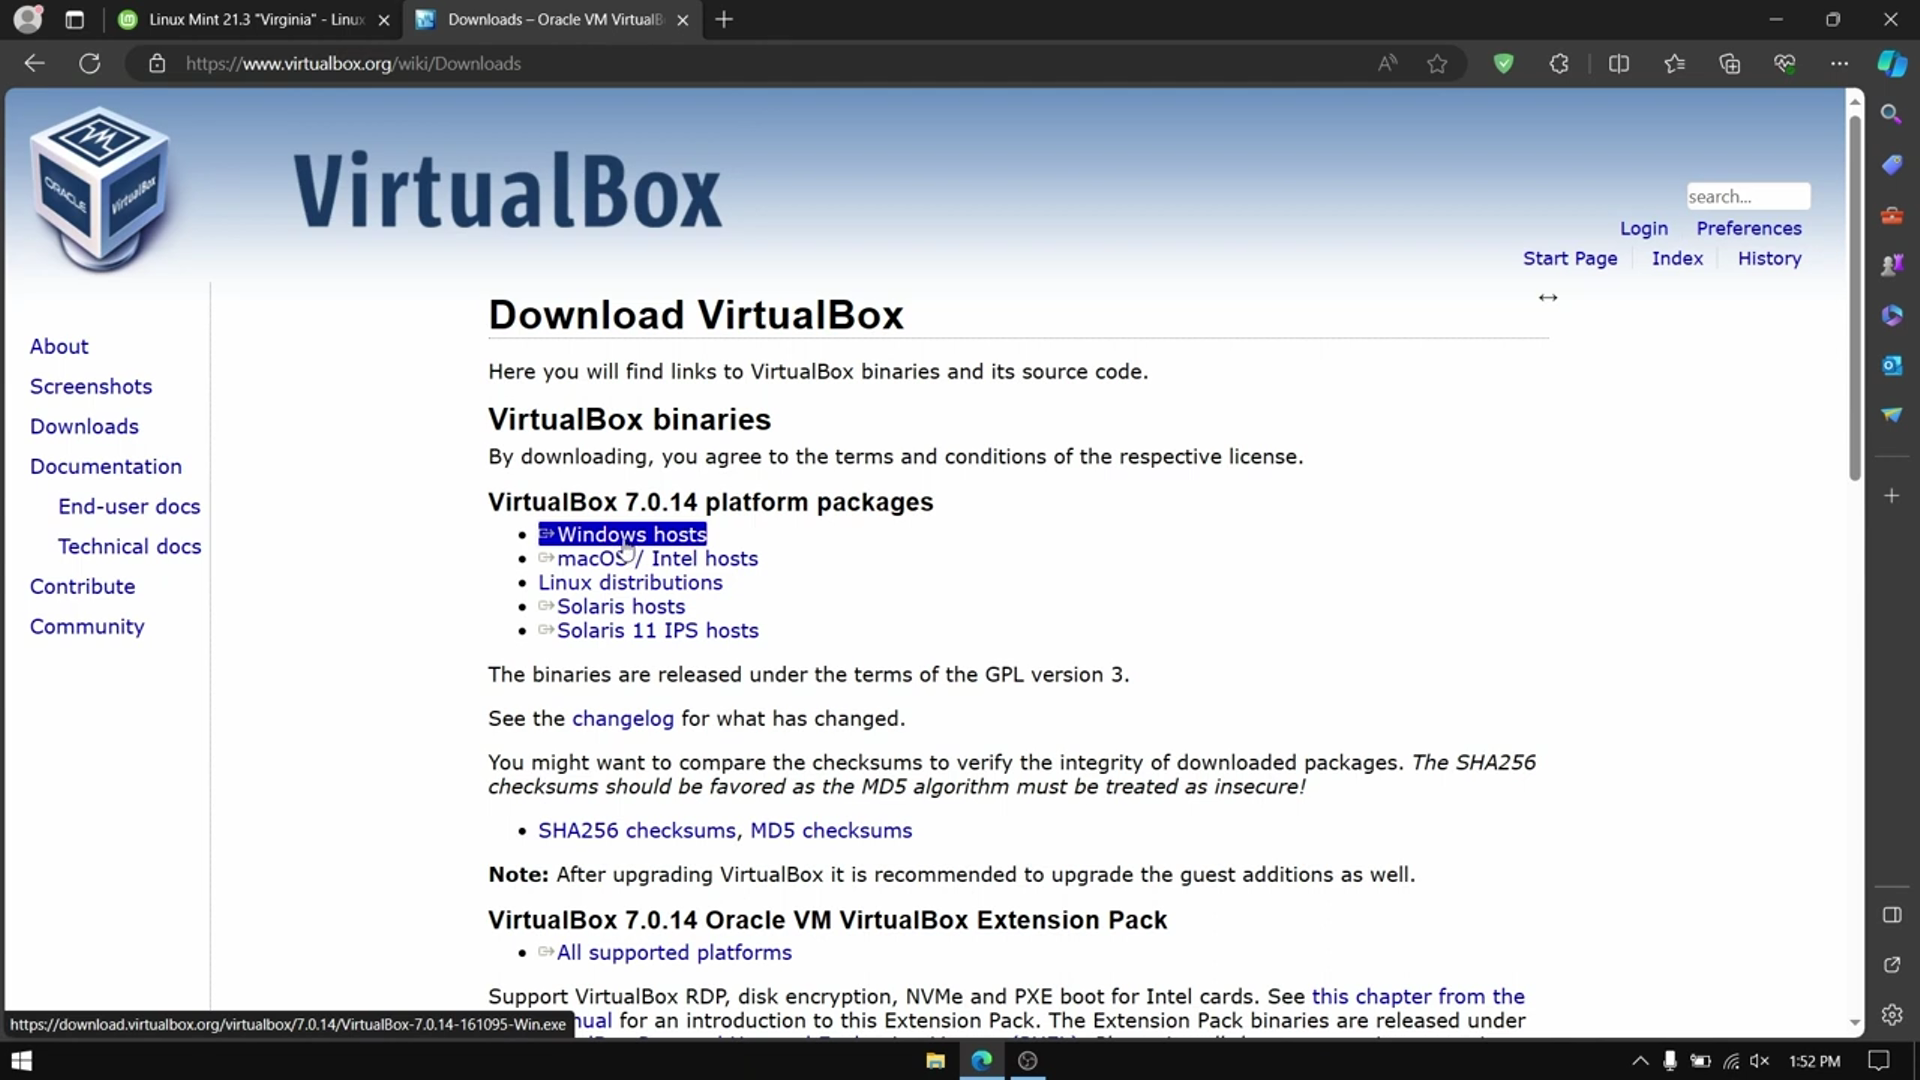 Linux Mint 21.3 "Virginia" - Linux
Downloads – Oracle VM VirtualB
https://www.virtualbox.org/wiki/Downloads
ORACLE
VirtualBox
VirtualBox
search...
Login
Preferences
Start Page
Index
History
About
Screenshots
Downloads
Documentation
End-user docs
Technical docs
Contribute
Community
Download VirtualBox
Here you will find links to VirtualBox binaries and its source code.
VirtualBox binaries
By downloading, you agree to the terms and conditions of the respective license.
VirtualBox 7.0.14 platform packages
Windows hosts
macOS / Intel hosts
Linux distributions
Solaris hosts
Solaris 11 IPS hosts
The binaries are released under the terms of the GPL version 3.
See the changelog for what has changed.
You might want to compare the checksums to verify the integrity of downloaded packages. The SHA256
checksums should be favored as the MD5 algorithm must be treated as insecure!
SHA256 checksums, MD5 checksums
Note: After upgrading VirtualBox it is recommended to upgrade the guest additions as well.
VirtualBox 7.0.14 Oracle VM VirtualBox Extension Pack
All supported platforms
Support VirtualBox RDP, disk encryption, NVMe and PXE boot for Intel cards. See this chapter from the
nual for an introduction to this Extension Pack. The Extension Pack binaries are released under
https://download.virtualbox.org/virtualbox/7.0.14/VirtualBox-7.0.14-161095-Win.exe
1:52 PM